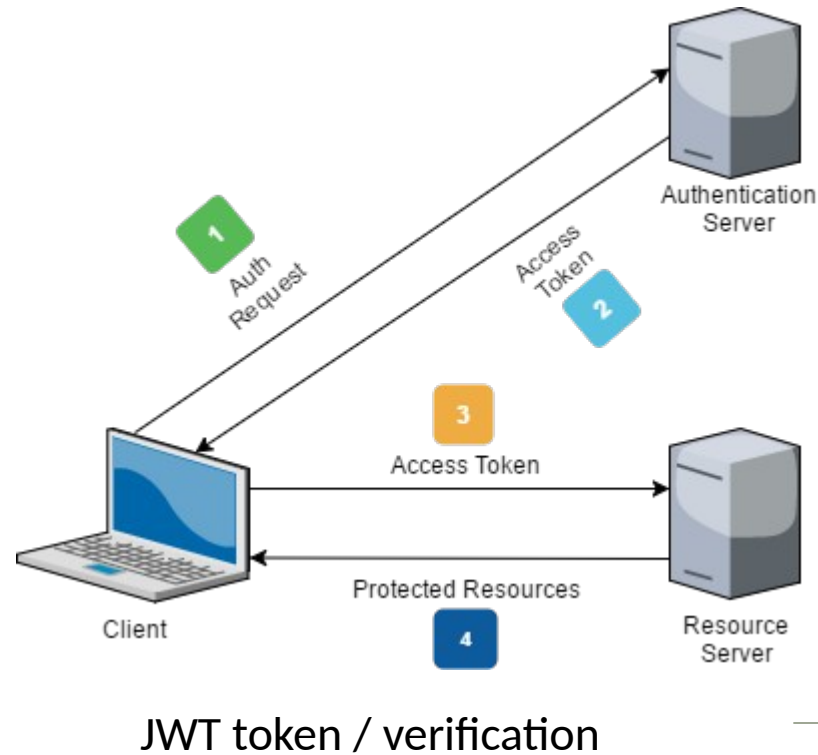 Authentication
Server
1
Auth
Request
Access
Token
2
3
Access Token
Protected Resources
4
Client
Resource
Server
JWT token / verification